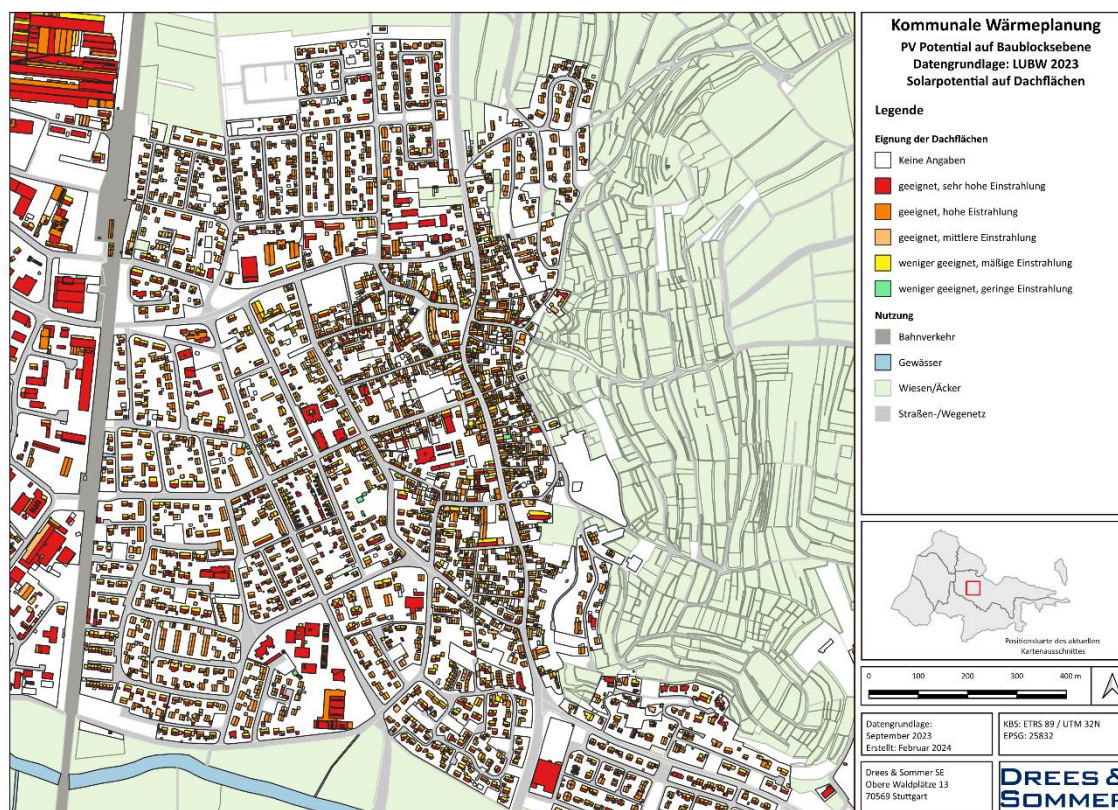 Kommunale Wärmeplanung
PV Potential auf Baublocksebene
Datengrundlage: LUBW 2023
Solarpotential auf Dachflächen
Legende
Eignung der Dachflächen
Keine Angaben
geeignet, sehr hohe Einstrahlung
geeignet, hohe Eistrahlung
geeignet, mittlere Einstrahlung
weniger geeignet, mäßige Einstrahlung
weniger geeignet, geringe Einstrahlung
Nutzung
Bahnverkehr
Gewässer
Wiesen/Äcker
Straßen-/Wegenetz
Positionskarte des aktuellen
Kartenausschnittes
0 100 200 300 400 m
Datengrundlage:
September 2023
Erstellt: Februar 2024
KBS: ETRS 89 / UTM 32N
EPSG: 25832
Drees & Sommer SE
Obere Waldplätze 13
70569 Stuttgart
DREES &
SOMMER